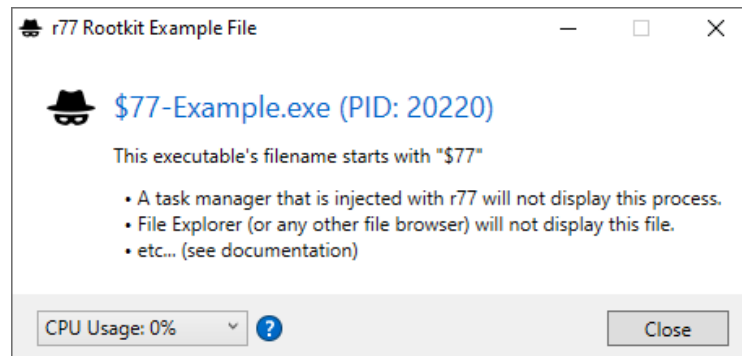 r77 Rootkit Example File
$77-Example.exe (PID: 20220)
This executable's filename starts with "$77"
• A task manager that is injected with r77 will not display this process.
• File Explorer (or any other file browser) will not display this file.
• etc... (see documentation)
CPU Usage: 0% ?
Close